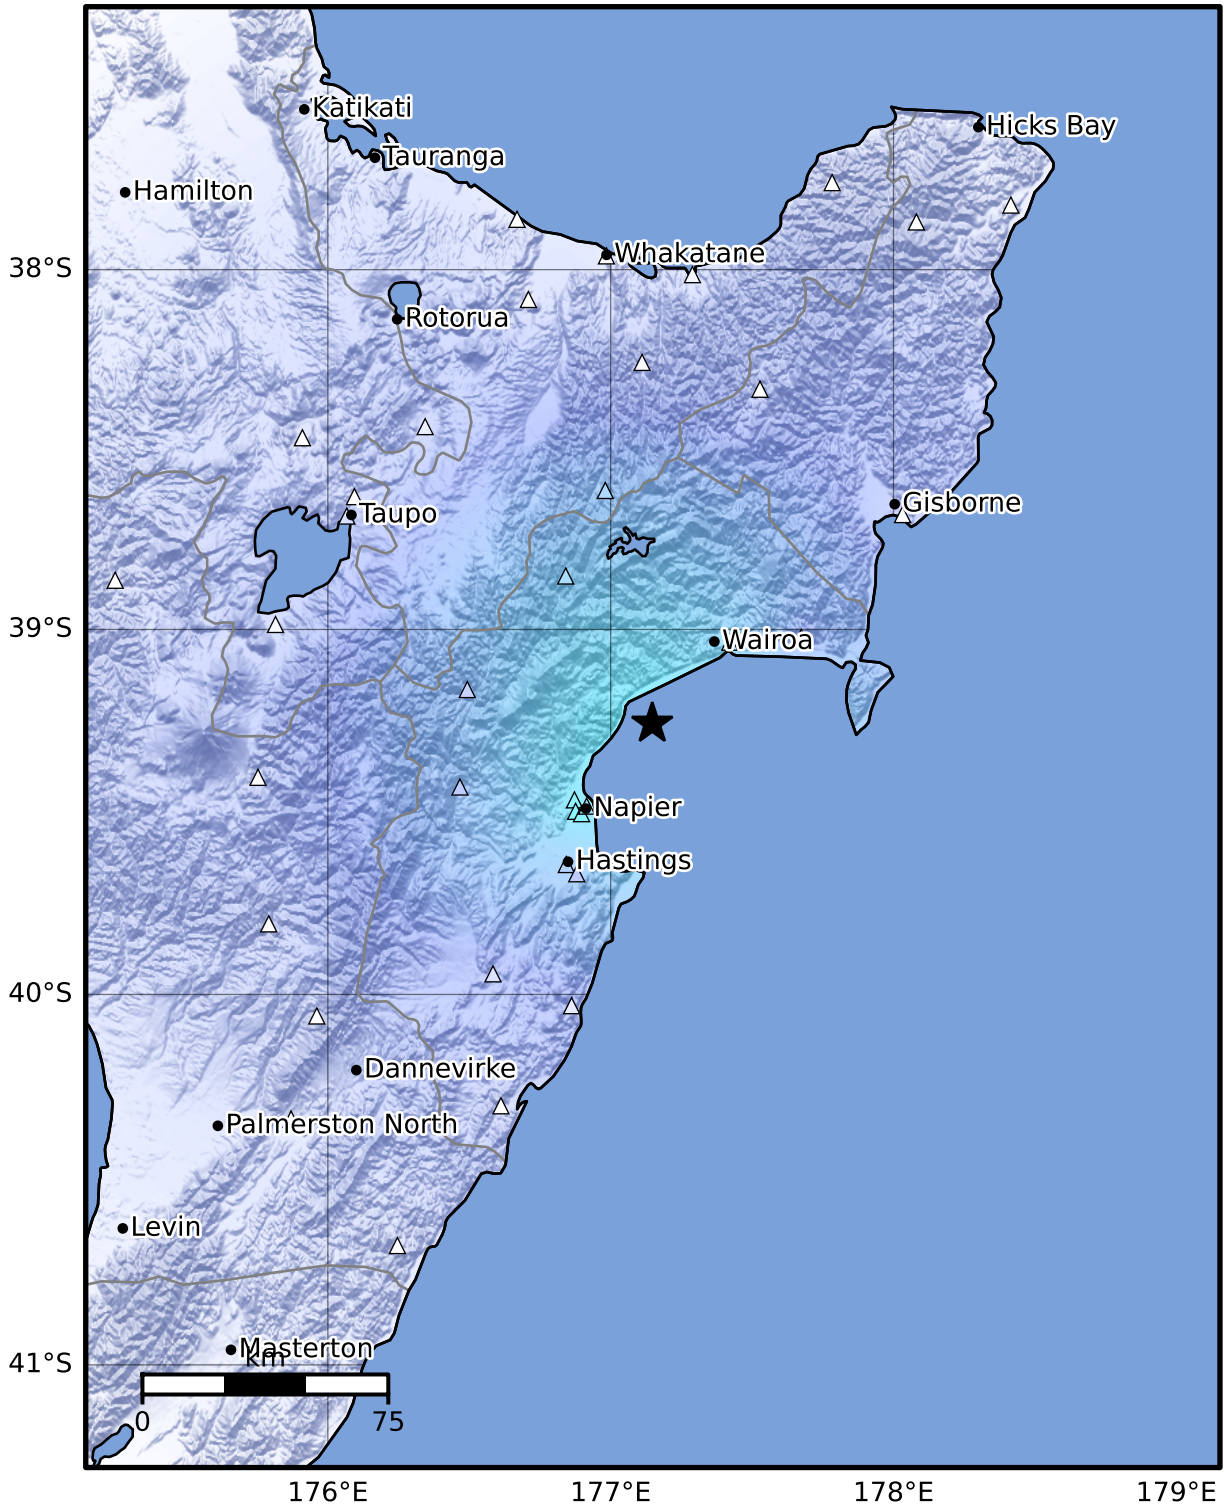 Katikati
Hicks Bay
Tauranga
Hamilton
Whakatane
38°S
Rotorua
Gisborne
Taupo
39°S
Wairoa
Napier
Hastings
40°S
Dannevirke
Palmerston North
Levin
Masterton
km
41°S
0 75
176°E 177°E 178°E 179°E